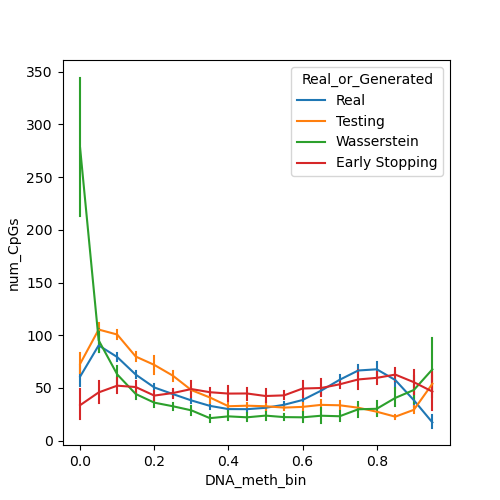 Real_or_Generated
Real
Testing
Wasserstein
Early Stopping
350
300
250
200
150
100
50
0
num_CpGs
0.0 0.2 0.4 0.6 0.8
DNA_meth_bin